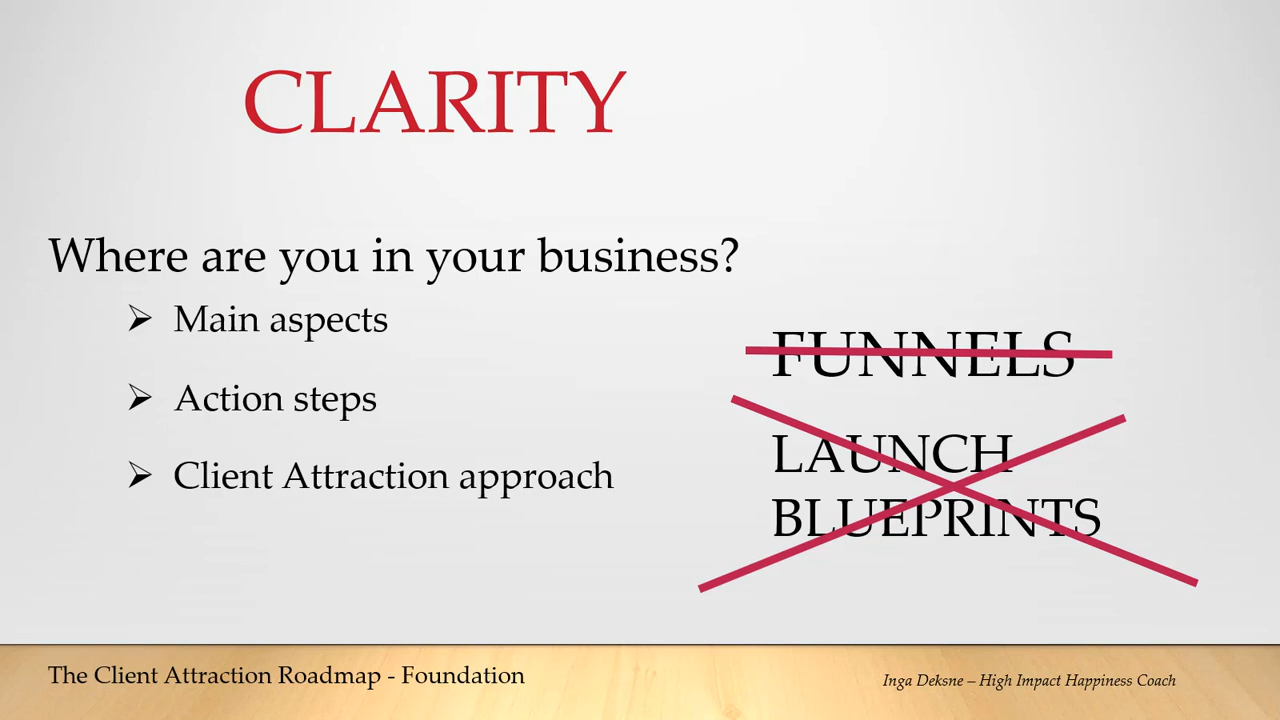 CLARITY
Where are you in your business?
Main aspects
Action steps
Client Attraction approach
FUNNELS
LAUNCH
BLUEPRINTS
The Client Attraction Roadmap - Foundation
Inga Deksne – High Impact Happiness Coach